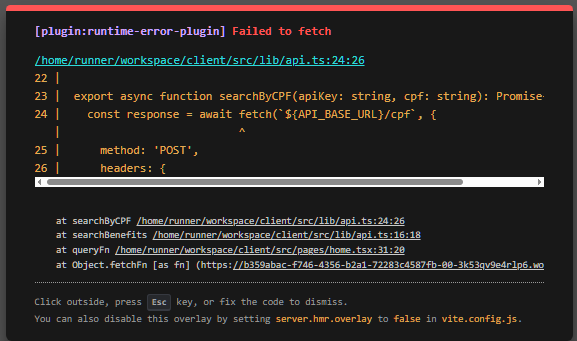 [plugin:runtime-error-plugin] Failed to fetch
/home/runner/workspace/client/src/lib/api.ts:24:26
22 |
23 |  export async function searchByCPF(apiKey: string, cpf: string): Promise<
24 |    const response = await fetch(`${API_BASE_URL}/cpf`, {
   |                           ^
25 |      method: 'POST',
26 |      headers: {
at searchByCPF /home/runner/workspace/client/src/lib/api.ts:24:26
at searchBenefits /home/runner/workspace/client/src/lib/api.ts:16:18
at queryFn /home/runner/workspace/client/src/pages/home.tsx:31:20
at Object.fetchFn [as fn] (https://b359abac-f746-4356-b2a1-72283c4587fb-00-3k53qv9e4rlp6.wo
Click outside, press Esc key, or fix the code to dismiss.
You can also disable this overlay by setting server.hmr.overlay to false in vite.config.js.